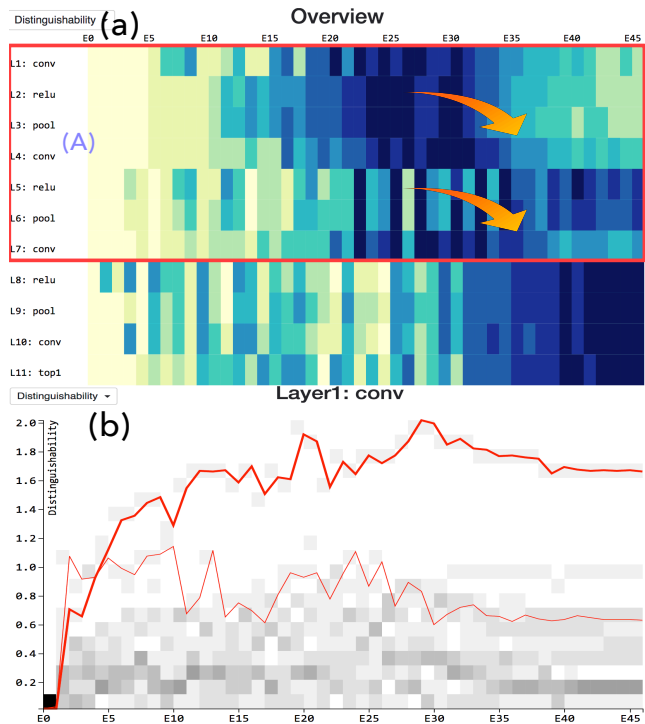 Distinguishability
(a)
Overview
E0 E5 E10 E15 E20 E25 E30 E35 E40 E45
L1: conv
L2: relu
L3: pool
(A)
L4: conv
L5: relu
L6: pool
L7: conv
L8: relu
L9: pool
L10: conv
L11: top1
Distinguishability
Layer1: conv
(b)
Distinguishability
2.0
1.8
1.6
1.4
1.2
1.0
0.8
0.6
0.4
0.2
E0 E5 E10 E15 E20 E25 E30 E35 E40 E45